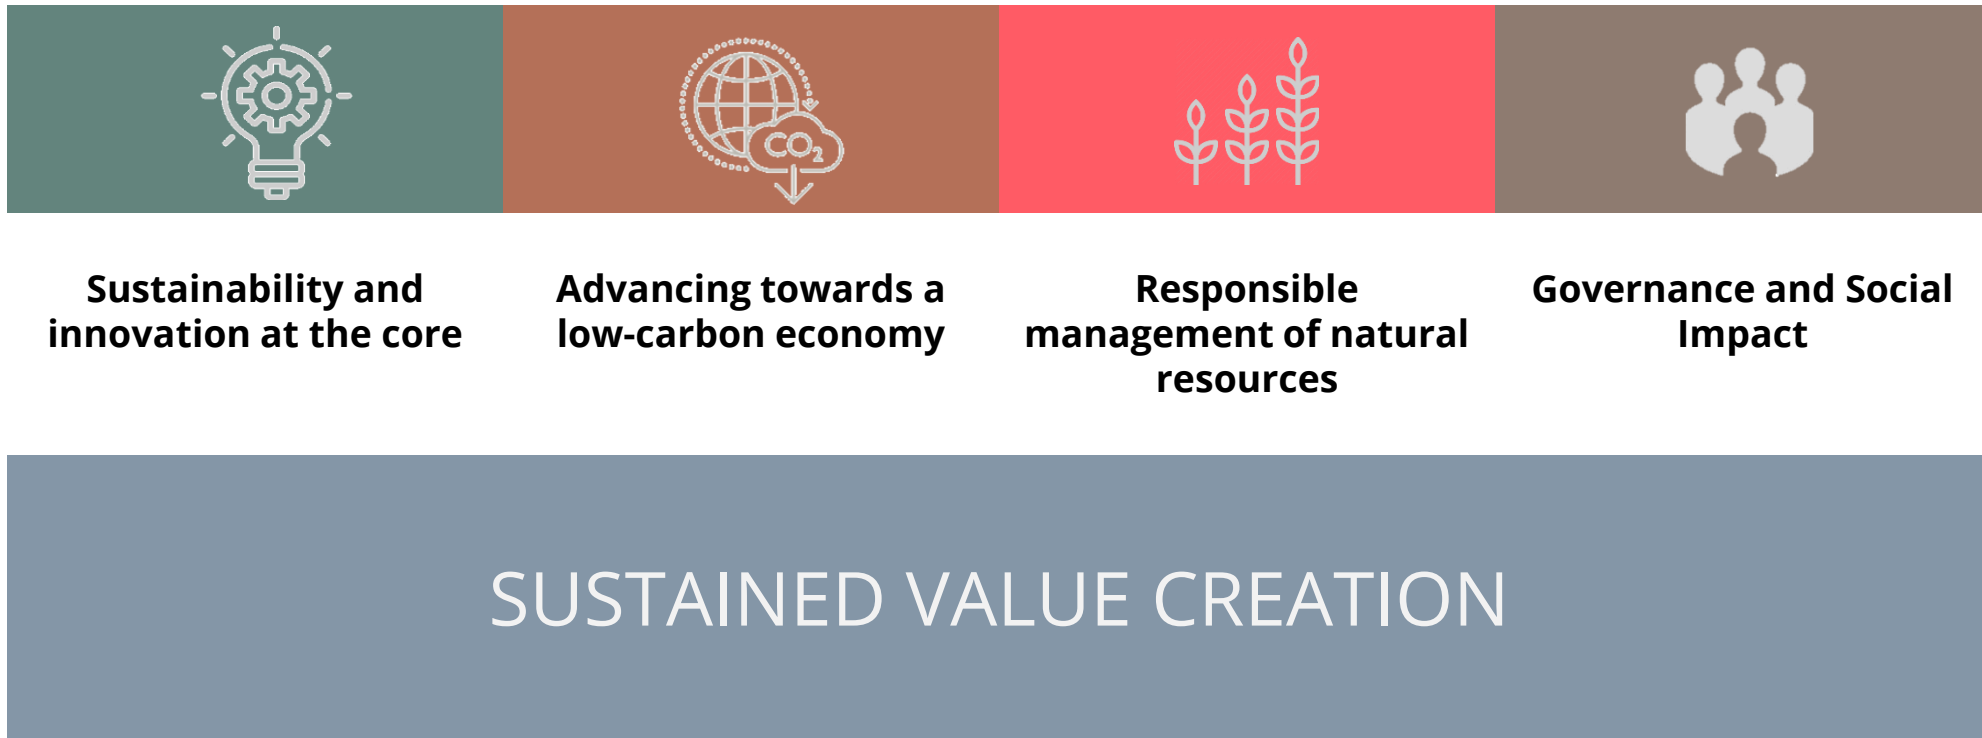 CO2
Sustainability and
innovation at the core
Advancing towards a
low-carbon economy
Responsible
management of natural
resources
Governance and Social
Impact
SUSTAINED VALUE CREATION